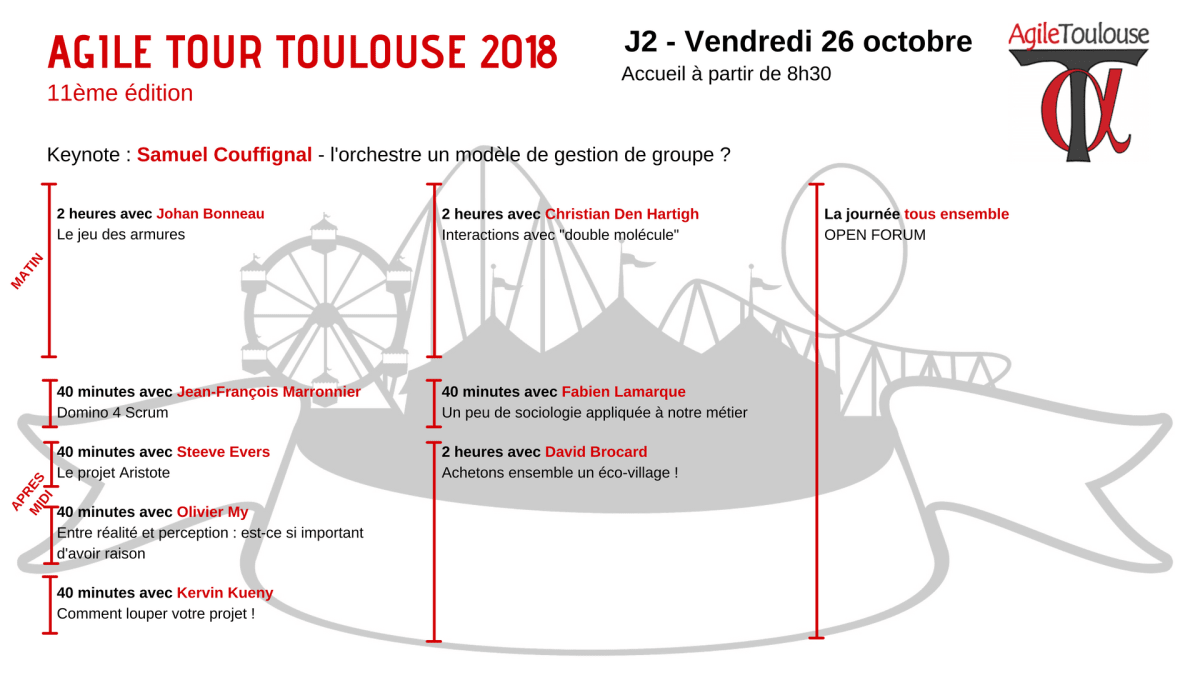 AGILE TOUR TOULOUSE 2018
11ème édition
J2 - Vendredi 26 octobre
Accueil à partir de 8h30
AgileToulouse
Keynote : Samuel Couffignal - l'orchestre un modèle de gestion de groupe ?
MATIN
2 heures avec Johan Bonneau
Le jeu des armures
2 heures avec Christian Den Hartigh
Interactions avec "double molécule"
La journée tous ensemble
OPEN FORUM
APRES
MIDI
40 minutes avec Jean-François Marronnier
Domino 4 Scrum
40 minutes avec Steeve Evers
Le projet Aristote
40 minutes avec Olivier My
Entre réalité et perception : est-ce si important
d'avoir raison
40 minutes avec Kervin Kueny
Comment louper votre projet !
40 minutes avec Fabien Lamarque
Un peu de sociologie appliquée à notre métier
2 heures avec David Brocard
Achetons ensemble un éco-village !